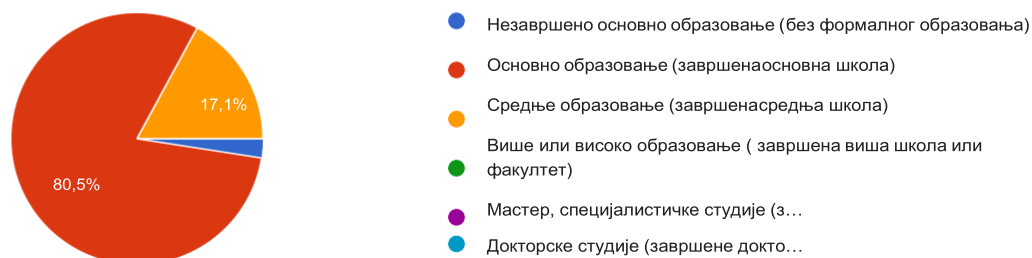 17,1%
80,5%
Незавршено основно образовање (без формалног образовања)
Основно образовање (завршенаосновна школа)
Средње образовање (завршенасредња школа)
Више или високо образовање ( завршена виша школа или
факултет)
Мастер, специјалистичке студије (з…
Докторске студије (завршене докто…